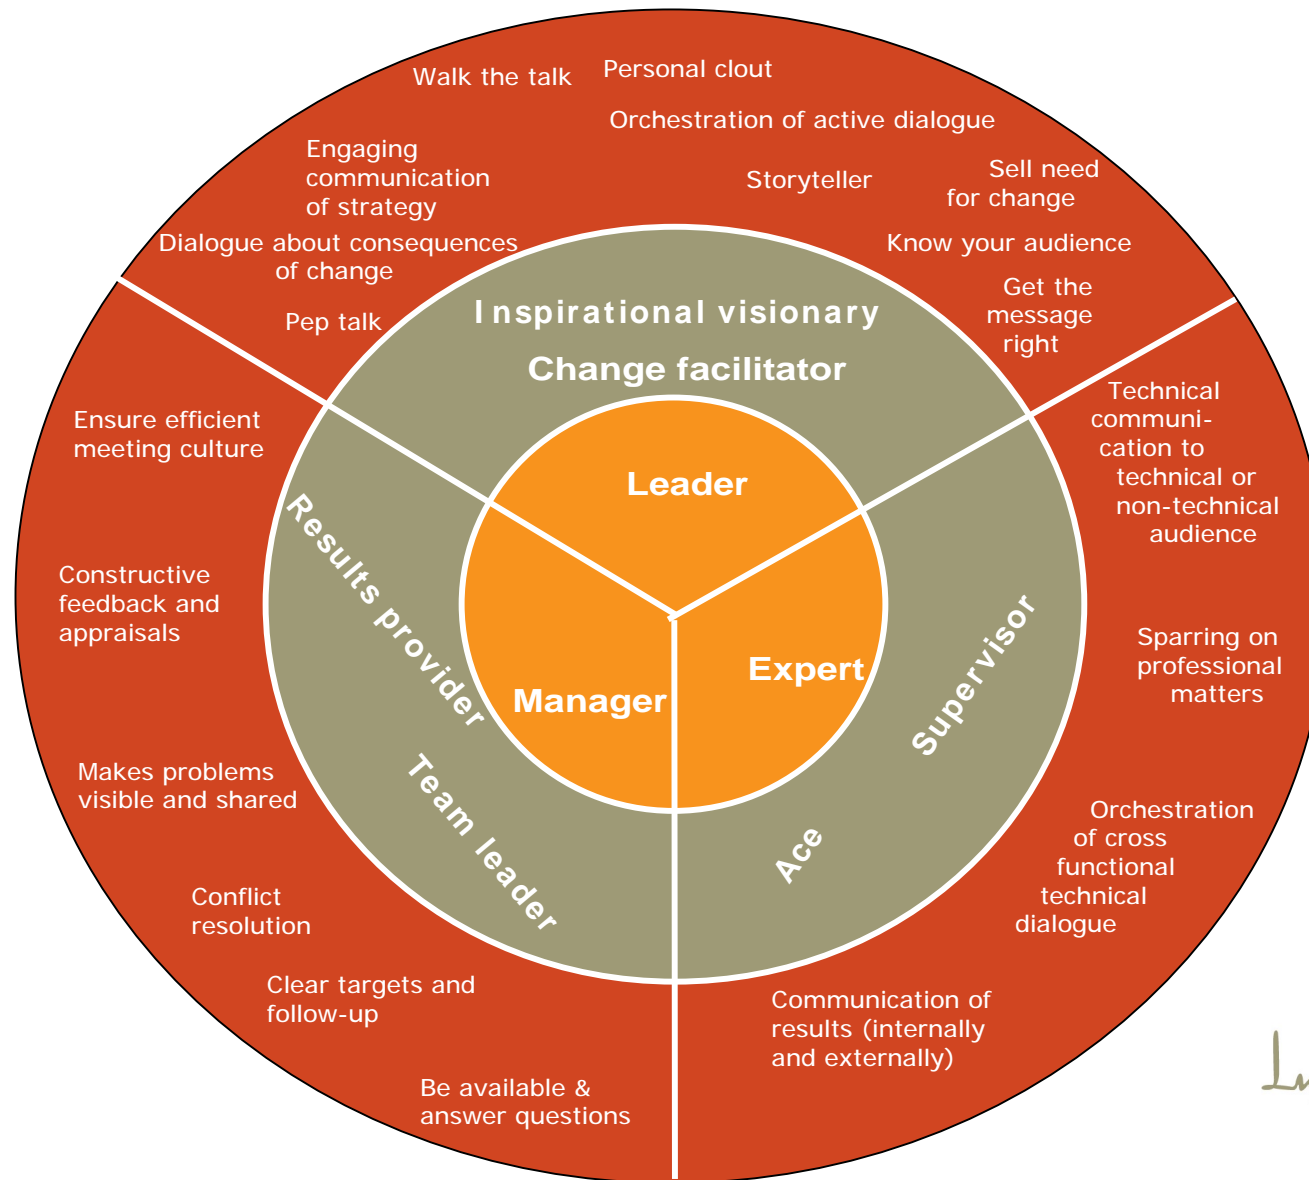 Walk the talk
Personal clout
Orchestration of active dialogue
Engaging
communication
of strategy
Storyteller
Sell need
for change
Dialogue about consequences
of change
Know your audience
Pep talk
Get the
message
right
Inspirational visionary
Change facilitator
Leader
Ensure efficient
meeting culture
Constructive
feedback and
appraisals
Makes problems
visible and shared
Conflict
resolution
Clear targets and
follow-up
Be available &
answer questions
Results provider
Team leader
Manager
Expert
Supervisor
Ace
Technical
communi-
cation to
technical or
non-technical
audience
Sparring on
professional
matters
Orchestration
of cross
functional
technical
dialogue
Communication of
results (internally
and externally)